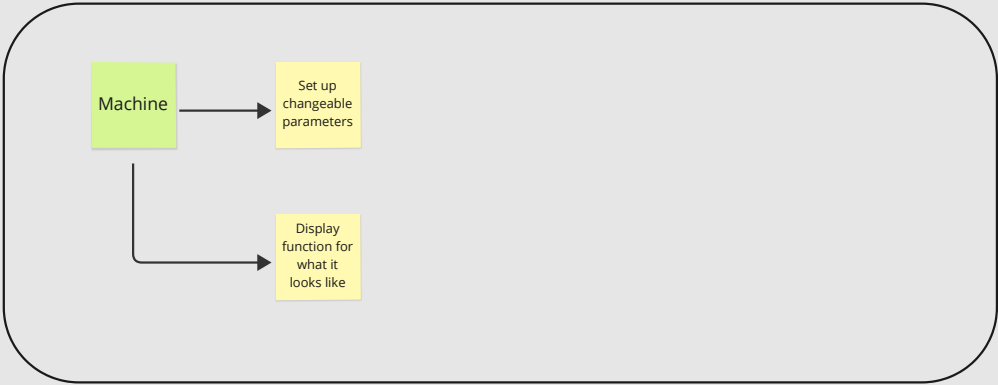 Machine
Set up
changeable
parameters
Display
function for
what it
looks like